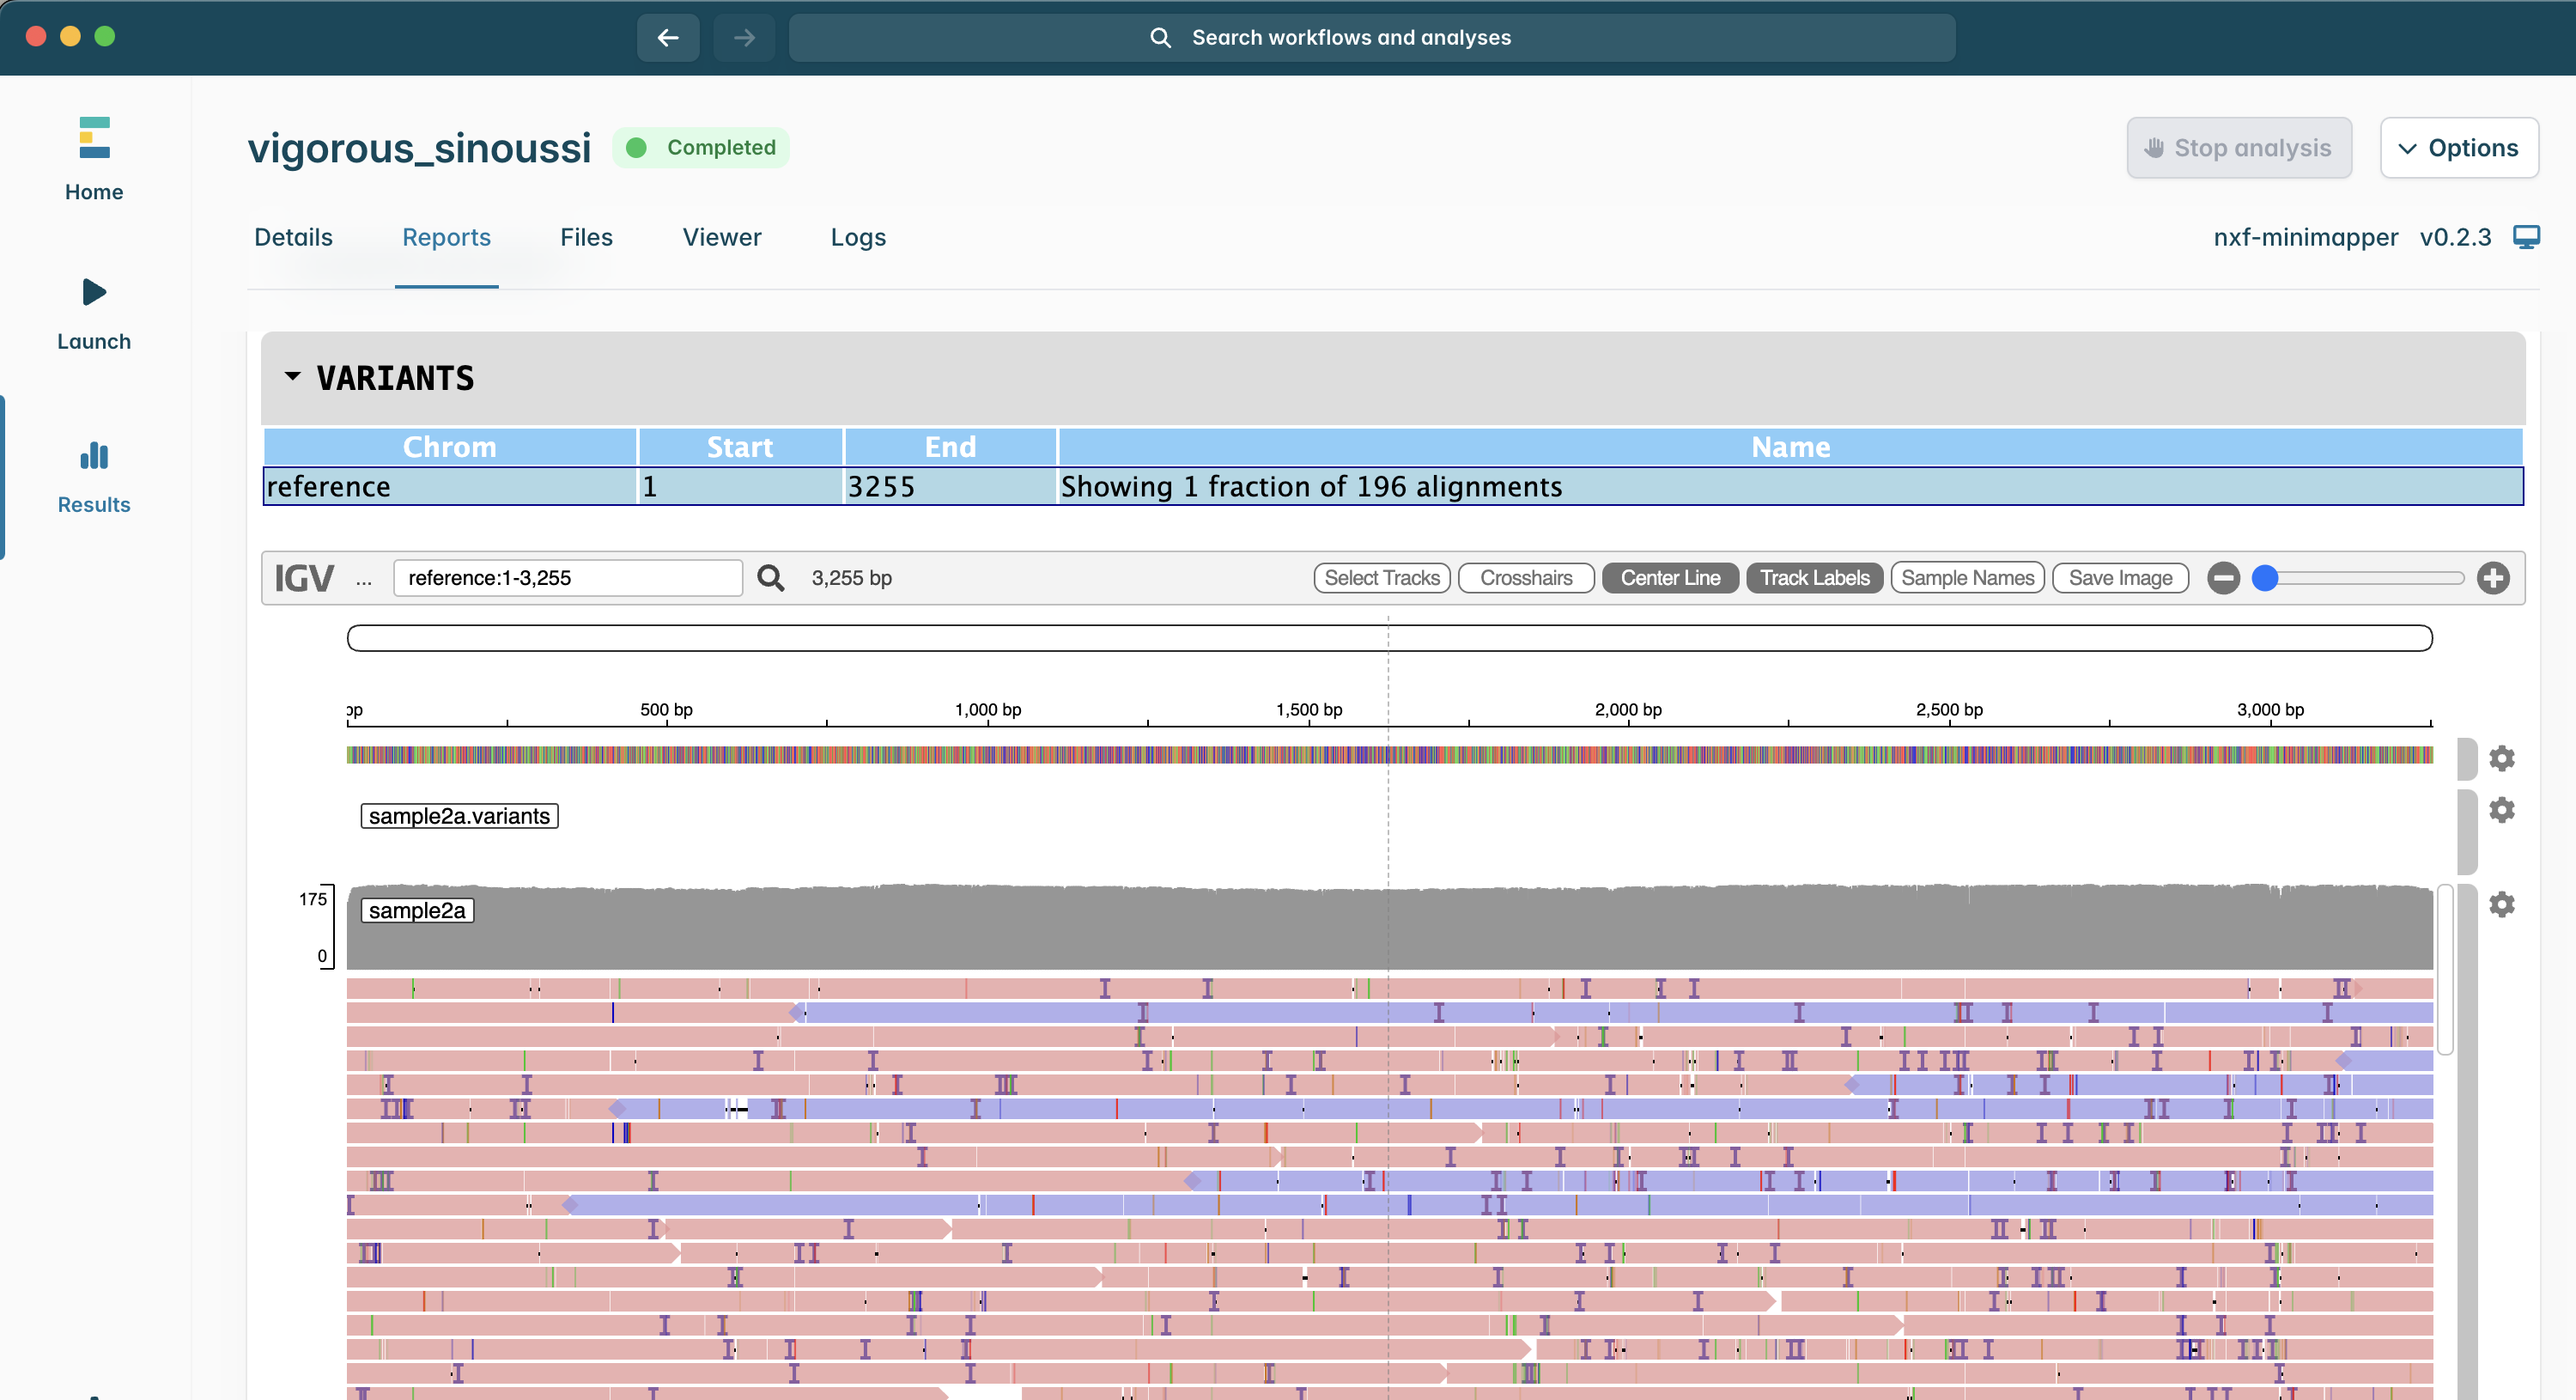 Search workflows and analyses
Home
Launch
Results
vigorous_sinoussi
Completed
Stop analysis
Options
Details
Reports
Files
Viewer
Logs
nxf-minimapper v0.2.3
VARIANTS
Chrom Start End Name
reference 1 3255 Showing 1 fraction of 196 alignments
IGV ... reference:1-3,255 3,255 bp Select Tracks Crosshairs Center Line Track Labels Sample Names Save Image
bp 500 bp 1,000 bp 1,500 bp 2,000 bp 2,500 bp 3,000 bp
sample2a.variants
175
sample2a
0